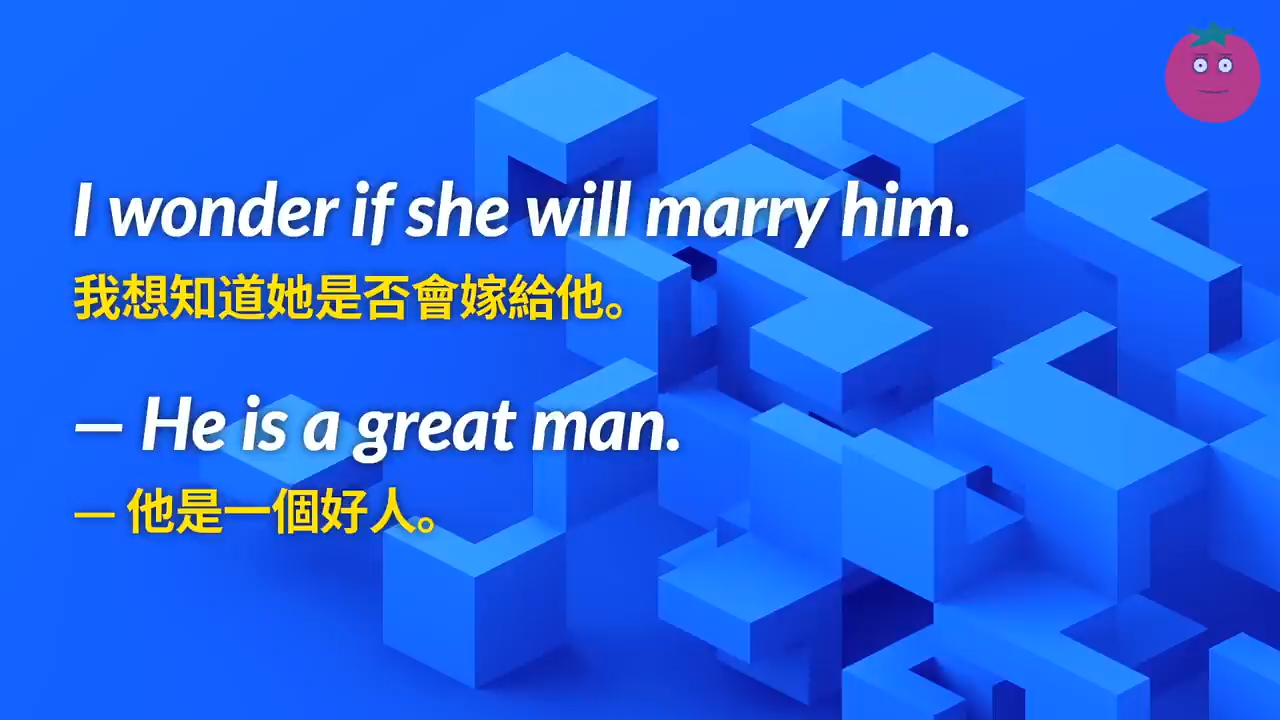 I wonder if she will marry him.
我想知道她是否會嫁給他。
— He is a great man.
— 他是一個好人。